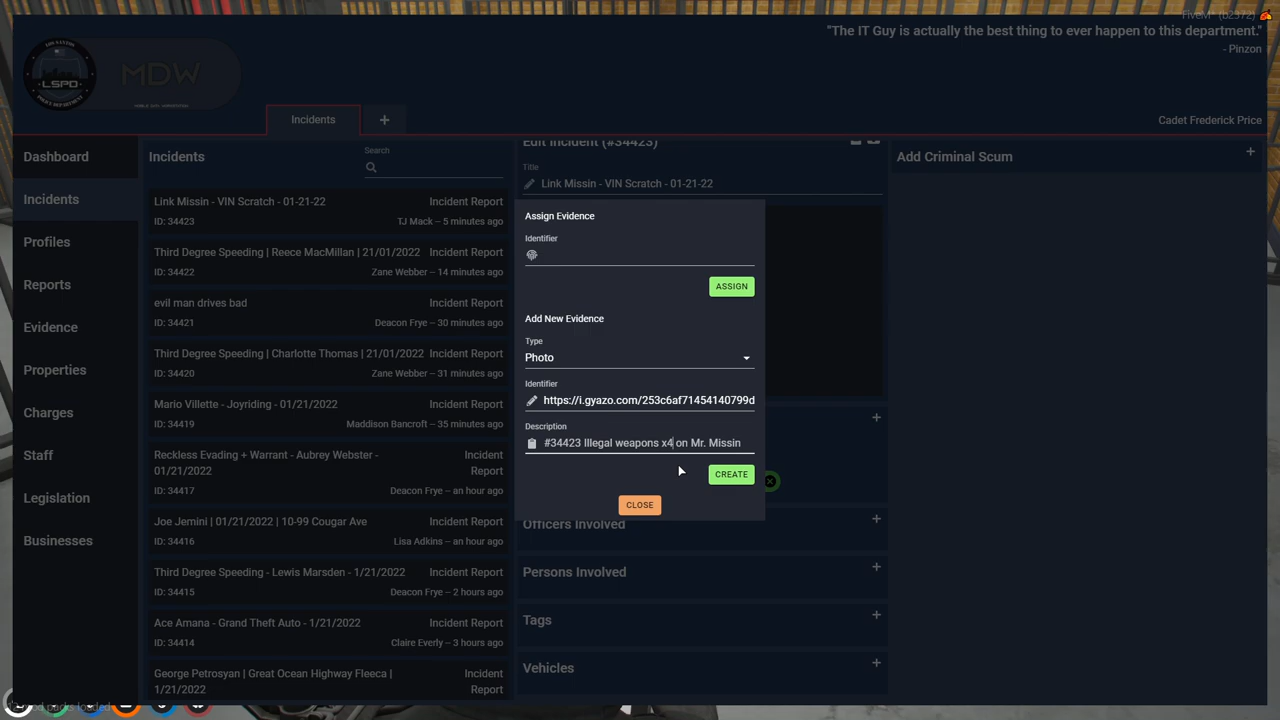 FiveM* (b2372)
"The IT Guy is actually the best thing to ever happen to this department."
- Pinzon
LOS SANTOS
LSPD
POLICE DEPARTMENT
MDW
Incidents
+
Cadet Frederick Price
Dashboard
Incidents
Profiles
Reports
Evidence
Properties
Charges
Staff
Legislation
Businesses
Incidents
Search
Link Missin - VIN Scratch - 01-21-22 Incident Report
ID: 34423 TJ Mack – 5 minutes ago
Third Degree Speeding | Reece MacMillan | 21/01/2022 Incident Report
ID: 34422 Zane Webber – 14 minutes ago
evil man drives bad Incident Report
ID: 34421 Deacon Frye – 30 minutes ago
Third Degree Speeding | Charlotte Thomas | 21/01/2022 Incident Report
ID: 34420 Zane Webber – 31 minutes ago
Mario Villette - Joyriding - 01/21/2022 Incident Report
ID: 34419 Mackenzie Maddison – 35 minutes ago
Reckless Evading + Warrant - Aubrey Webster - Incident
01/21/2022 Report
ID: 34417 Deacon Frye – an hour ago
Joe Jemini | 01/21/2022 | 10-99 Cougar Ave Incident Report
ID: 34416 Lisa Adkins – an hour ago
Third Degree Speeding - Lewis Marsden - 1/21/2022 Incident Report
ID: 34415 Deacon Frye – 2 hours ago
Ace Amana - Grand Theft Auto - 1/21/2022 Incident Report
ID: 34414 Claire Everly – 3 hours ago
George Petrosyan | Great Ocean Highway Fleeca | Incident
1/21/2022 Report
Edit Incident (#34423)
Title
Link Missin - VIN Scratch - 01-21-22
Assign Evidence
Identifier
ASSIGN
Add New Evidence
Type
Photo
Identifier
https://i.gyazo.com/253c6af71454140799d
Description
#34423 Illegal weapons x4 on Mr. Missin
CREATE
CLOSE
Officers Involved
Persons Involved
Tags
Vehicles
Add Criminal Scum
mod packs loaded